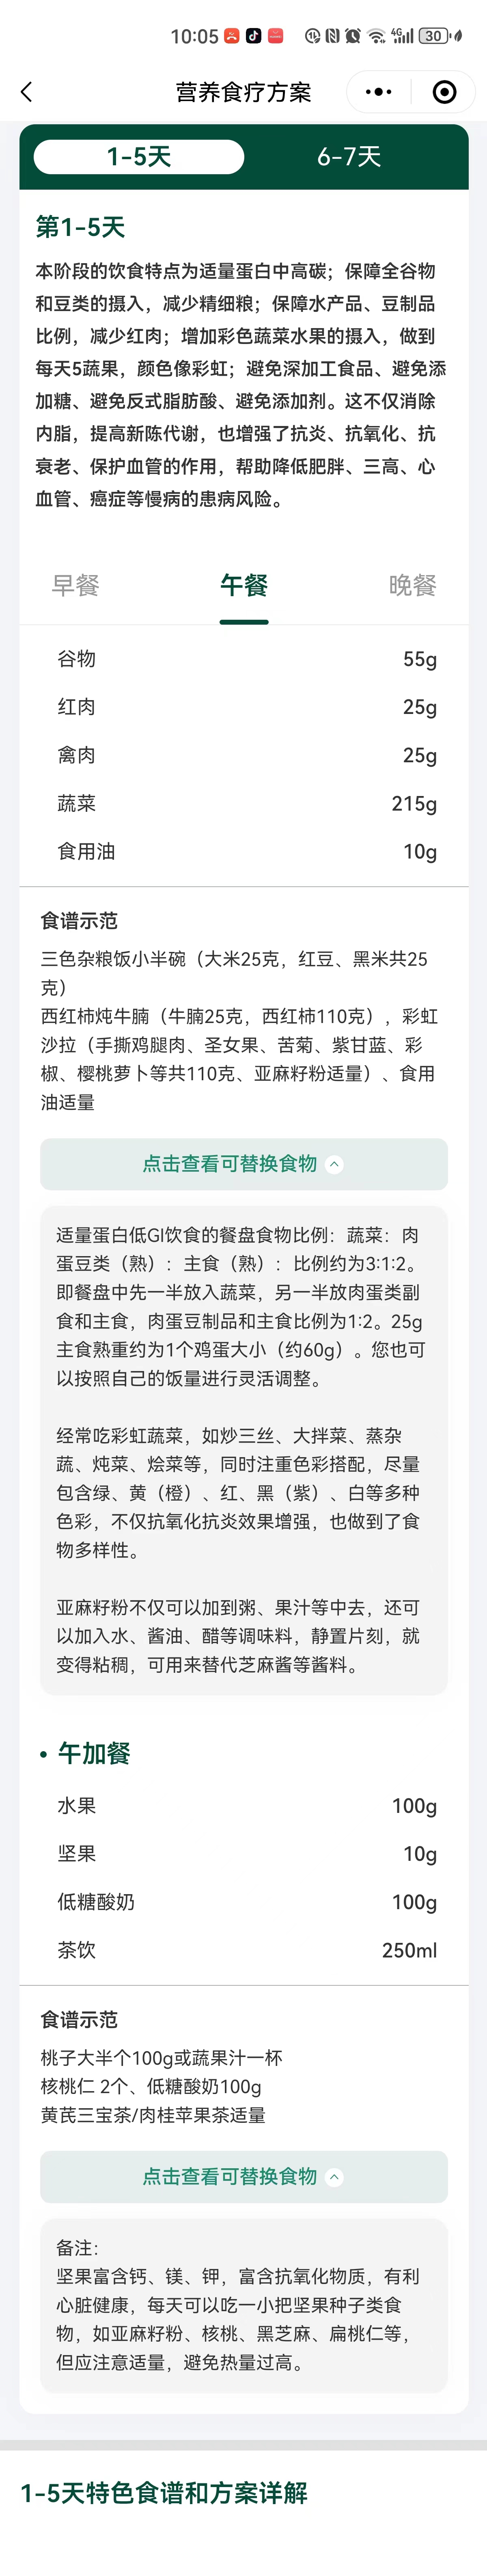 10:05
4G
30
营养食疗方案
1-5天
6-7天
第1-5天
本阶段的饮食特点为适量蛋白中高碳；保障全谷物
和豆类的摄入，减少精细粮；保障水产品、豆制品
比例，减少红肉；增加彩色蔬菜水果的摄入，做到
每天5蔬果，颜色像彩虹；避免深加工食品、避免添
加糖、避免反式脂肪酸、避免添加剂。这不仅消除
内脂，提高新陈代谢，也增强了抗炎、抗氧化、抗
衰老、保护血管的作用，帮助降低肥胖、三高、心
血管、癌症等慢病的患病风险。
早餐
午餐
晚餐
谷物 55g
红肉 25g
禽肉 25g
蔬菜 215g
食用油 10g
食谱示范
三色杂粮饭小半碗（大米25克，红豆、黑米共25
克）
西红柿炖牛腩（牛腩25克，西红柿110克），彩虹
沙拉（手撕鸡腿肉、圣女果、苦菊、紫甘蓝、彩
椒、樱桃萝卜等共110克、亚麻籽粉适量）、食用
油适量
点击查看可替换食物
适量蛋白低GI饮食的餐盘食物比例：蔬菜：肉
蛋豆类（熟）：主食（熟）：比例约为3:1:2。
即餐盘中先一半放入蔬菜，另一半放肉蛋类副
食和主食，肉蛋豆制品和主食比例为1:2。25g
主食熟重约为1个鸡蛋大小（约60g）。您也可
以按照自己的饭量进行灵活调整。
经常吃彩虹蔬菜，如炒三丝、大拌菜、蒸杂
蔬、炖菜、烩菜等，同时注重色彩搭配，尽量
包含绿、黄（橙）、红、黑（紫）、白等多种
色彩，不仅抗氧化抗炎效果增强，也做到了食
物多样性。
亚麻籽粉不仅可以加到粥、果汁等中去，还可
以加入水、酱油、醋等调味料，静置片刻，就
变得粘稠，可用来替代芝麻酱等酱料。
• 午加餐
水果 100g
坚果 10g
低糖酸奶 100g
茶饮 250ml
食谱示范
桃子大半个100g或蔬果汁一杯
核桃仁 2个、低糖酸奶100g
黄芪三宝茶/肉桂苹果茶适量
点击查看可替换食物
备注：
坚果富含钙、镁、钾，富含抗氧化物质，有利
心脏健康，每天可以吃一小把坚果种子类食
物，如亚麻籽粉、核桃、黑芝麻、扁桃仁等，
但应注意适量，避免热量过高。
1-5天特色食谱和方案详解